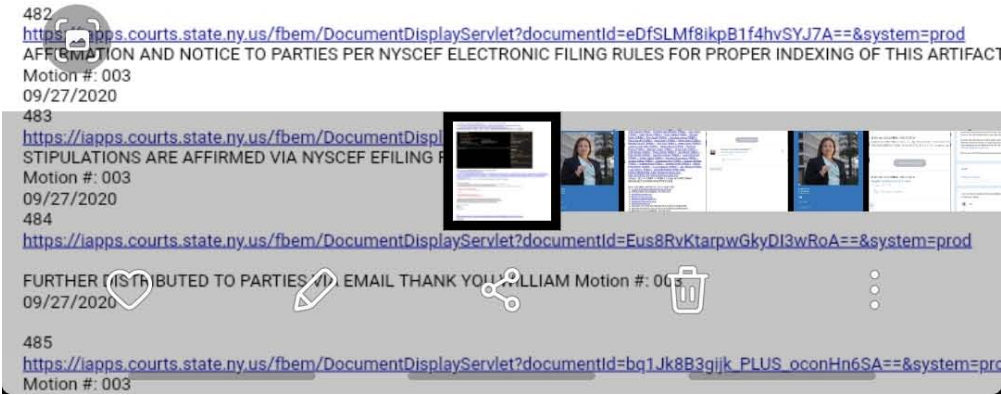 482
https://iapps.courts.state.ny.us/fbem/DocumentDisplayServlet?documentId=eDfSLMf8ikpB1f4hvSYJ7A==&system=prod
AFFIRMATION AND NOTICE TO PARTIES PER NYSCEF ELECTRONIC FILING RULES FOR PROPER INDEXING OF THIS ARTIFACT
Motion #: 003
09/27/2020
483
https://iapps.courts.state.ny.us/fbem/DocumentDispl
STIPULATIONS ARE AFFIRMED VIA NYSCEF EFILING
Motion #: 003
09/27/2020
484
https://iapps.courts.state.ny.us/fbem/DocumentDisplayServlet?documentId=Eus8RvKtarpwGkyDI3wRoA==&system=prod
FURTHER DISTRIBUTED TO PARTIES VIA EMAIL THANK YOU WILLIAM Motion #: 003
09/27/2020
485
https://iapps.courts.state.ny.us/fbem/DocumentDisplayServlet?documentId=bq1Jk8B3gijk_PLUS_oconHn6SA==&system=pro
Motion #: 003